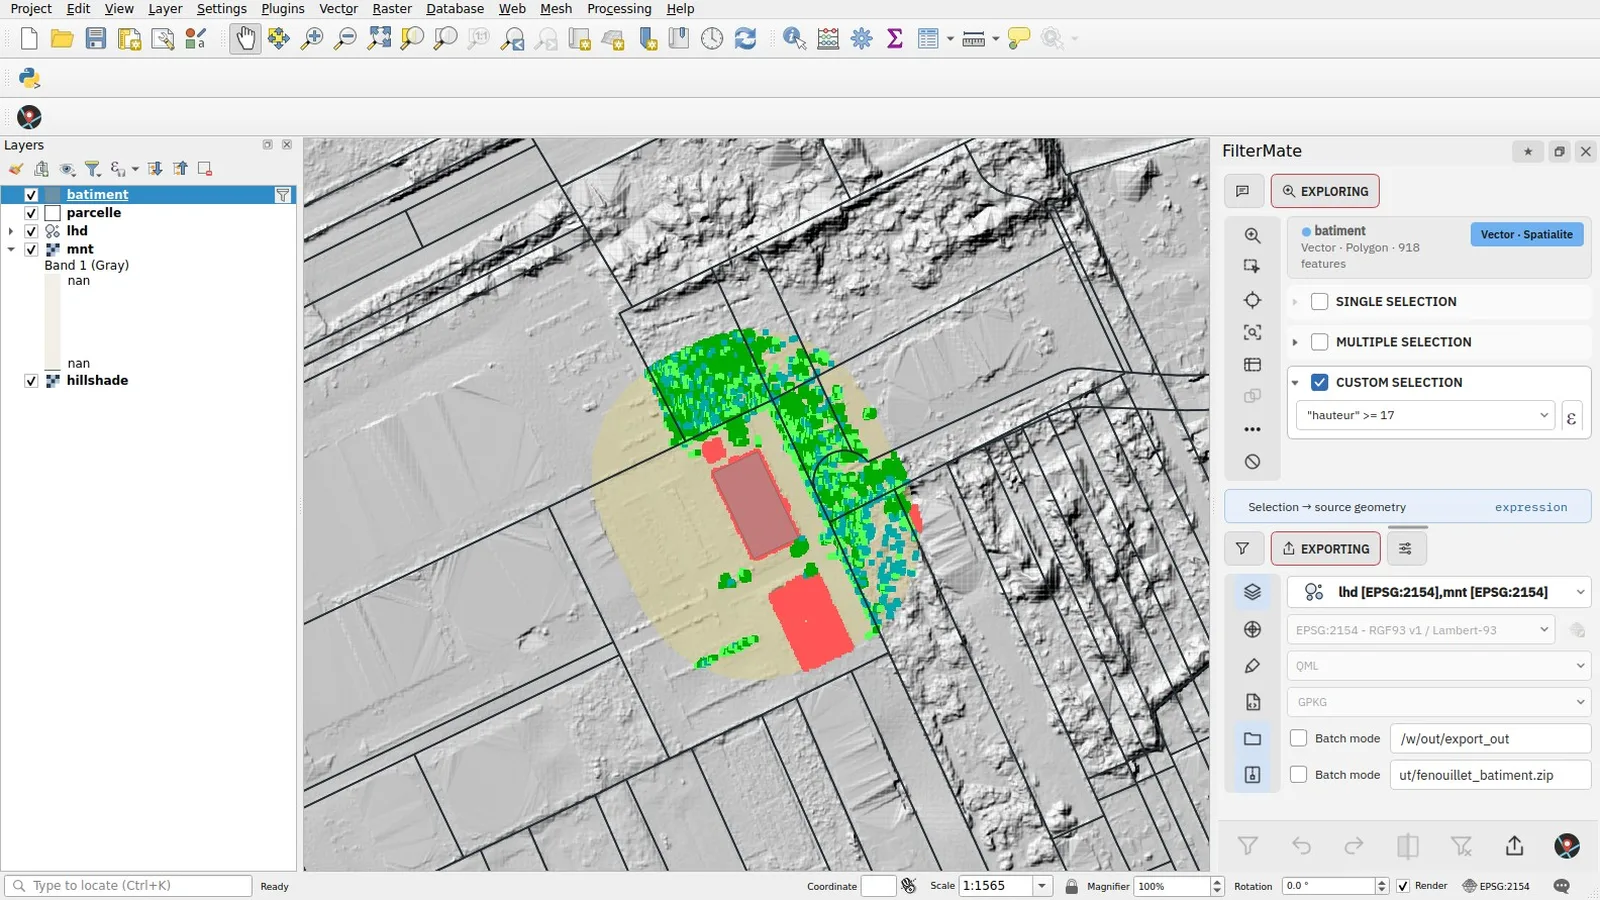 Project Edit View Layer Settings Plugins Vector Raster Database Web Mesh Processing Help
Layers
batiment
parcelle
lhd
mnt
Band 1 (Gray)
nan
nan
hillshade
FilterMate
EXPLORING
batiment
Vector · Polygon · 918
features
Vector · Spatialite
SINGLE SELECTION
MULTIPLE SELECTION
CUSTOM SELECTION
"hauteur" >= 17
ε
Selection → source geometry expression
EXPORTING
lhd [EPSG:2154],mnt [EPSG:2154]
EPSG:2154 - RGF93 v1 / Lambert-93
QML
GPKG
Batch mode /w/out/export_out
Batch mode ut/fenouillet_batiment.zip
Type to locate (Ctrl+K) Ready Coordinate Scale 1:1565 Magnifier 100% Rotation 0.0 ° Render EPSG:2154